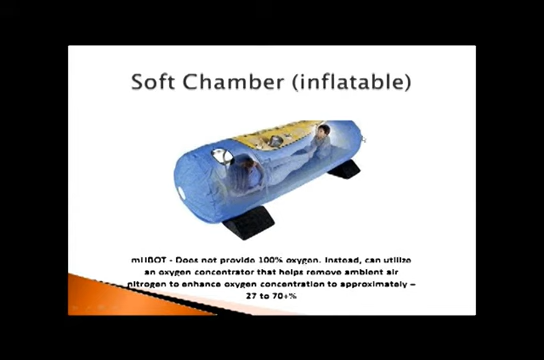 Soft Chamber (inflatable)
mHBOT - Does not provide 100% oxygen. Instead, can utilize
an oxygen concentrator that helps remove ambient air
nitrogen to enhance oxygen concentration to approximately –
27 to 70+%